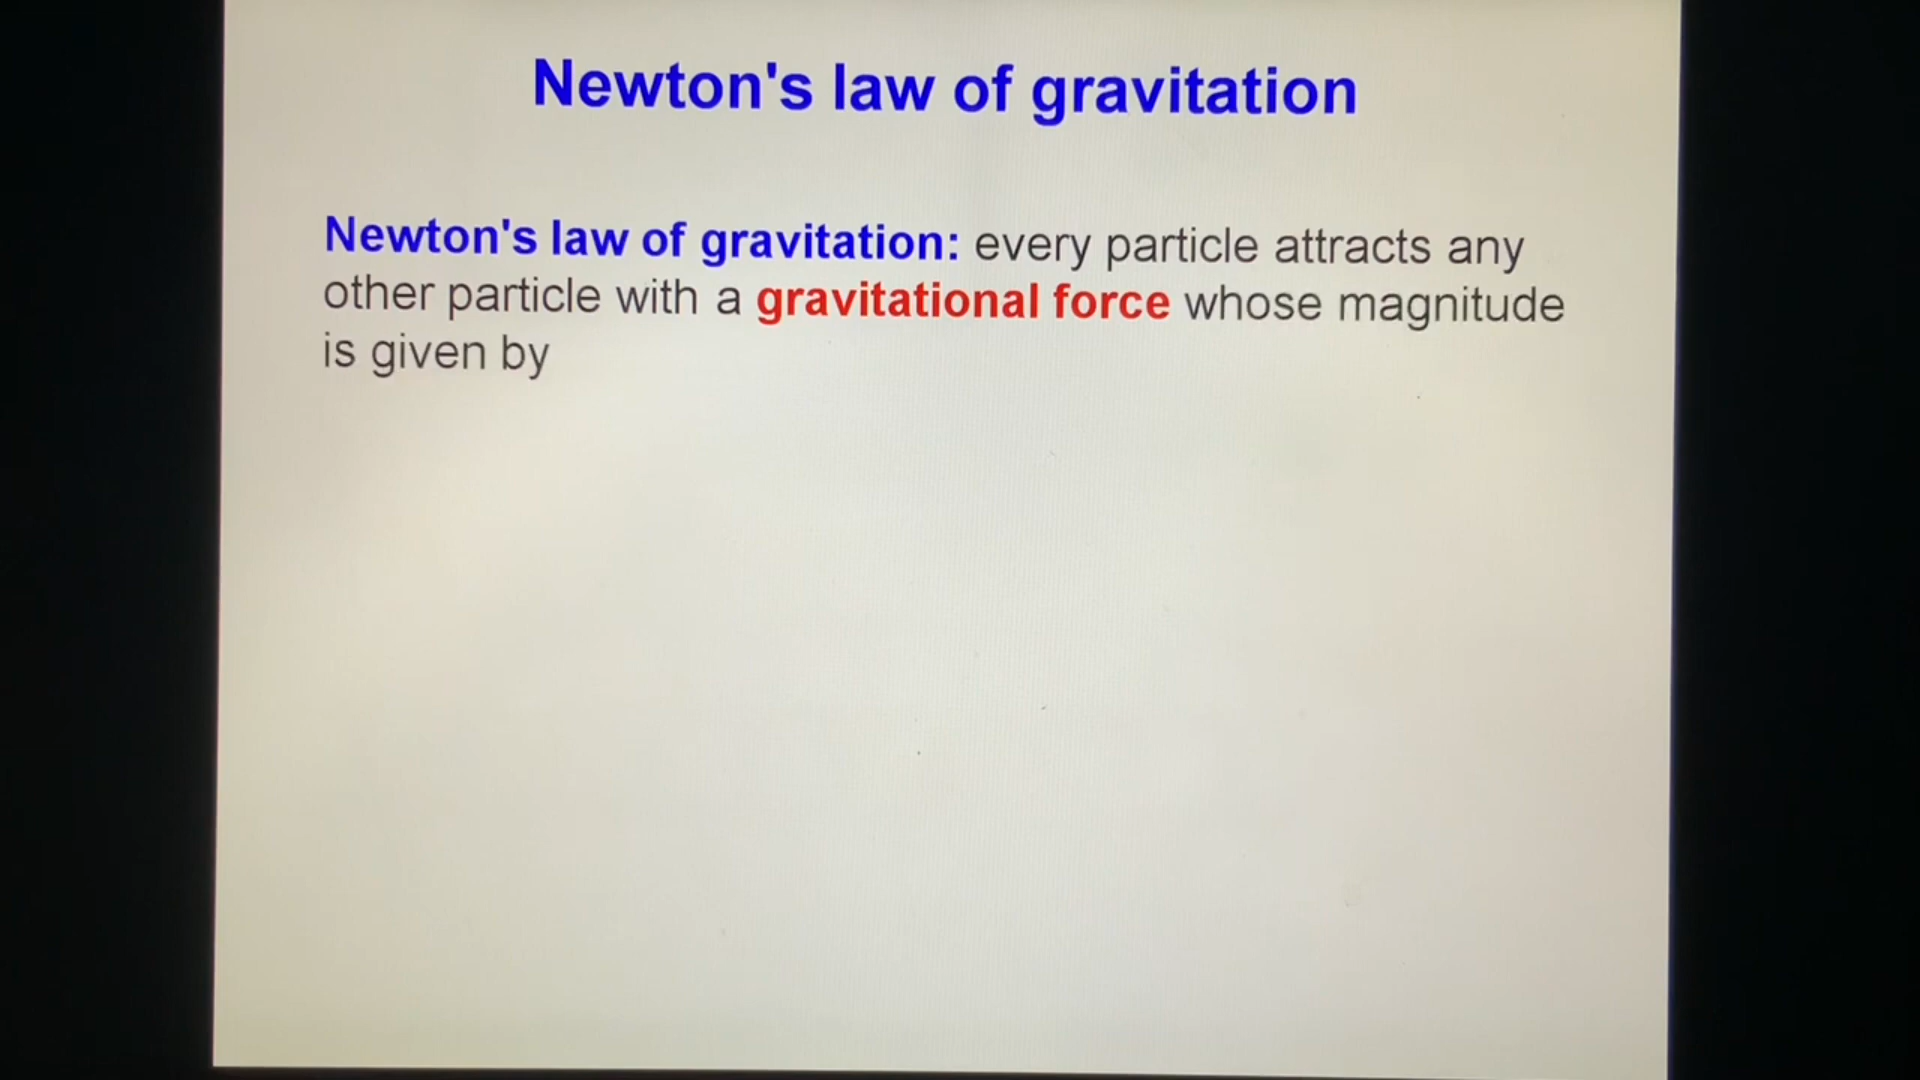 Newton's law of gravitation
Newton's law of gravitation: every particle attracts any
other particle with a gravitational force whose magnitude
is given by